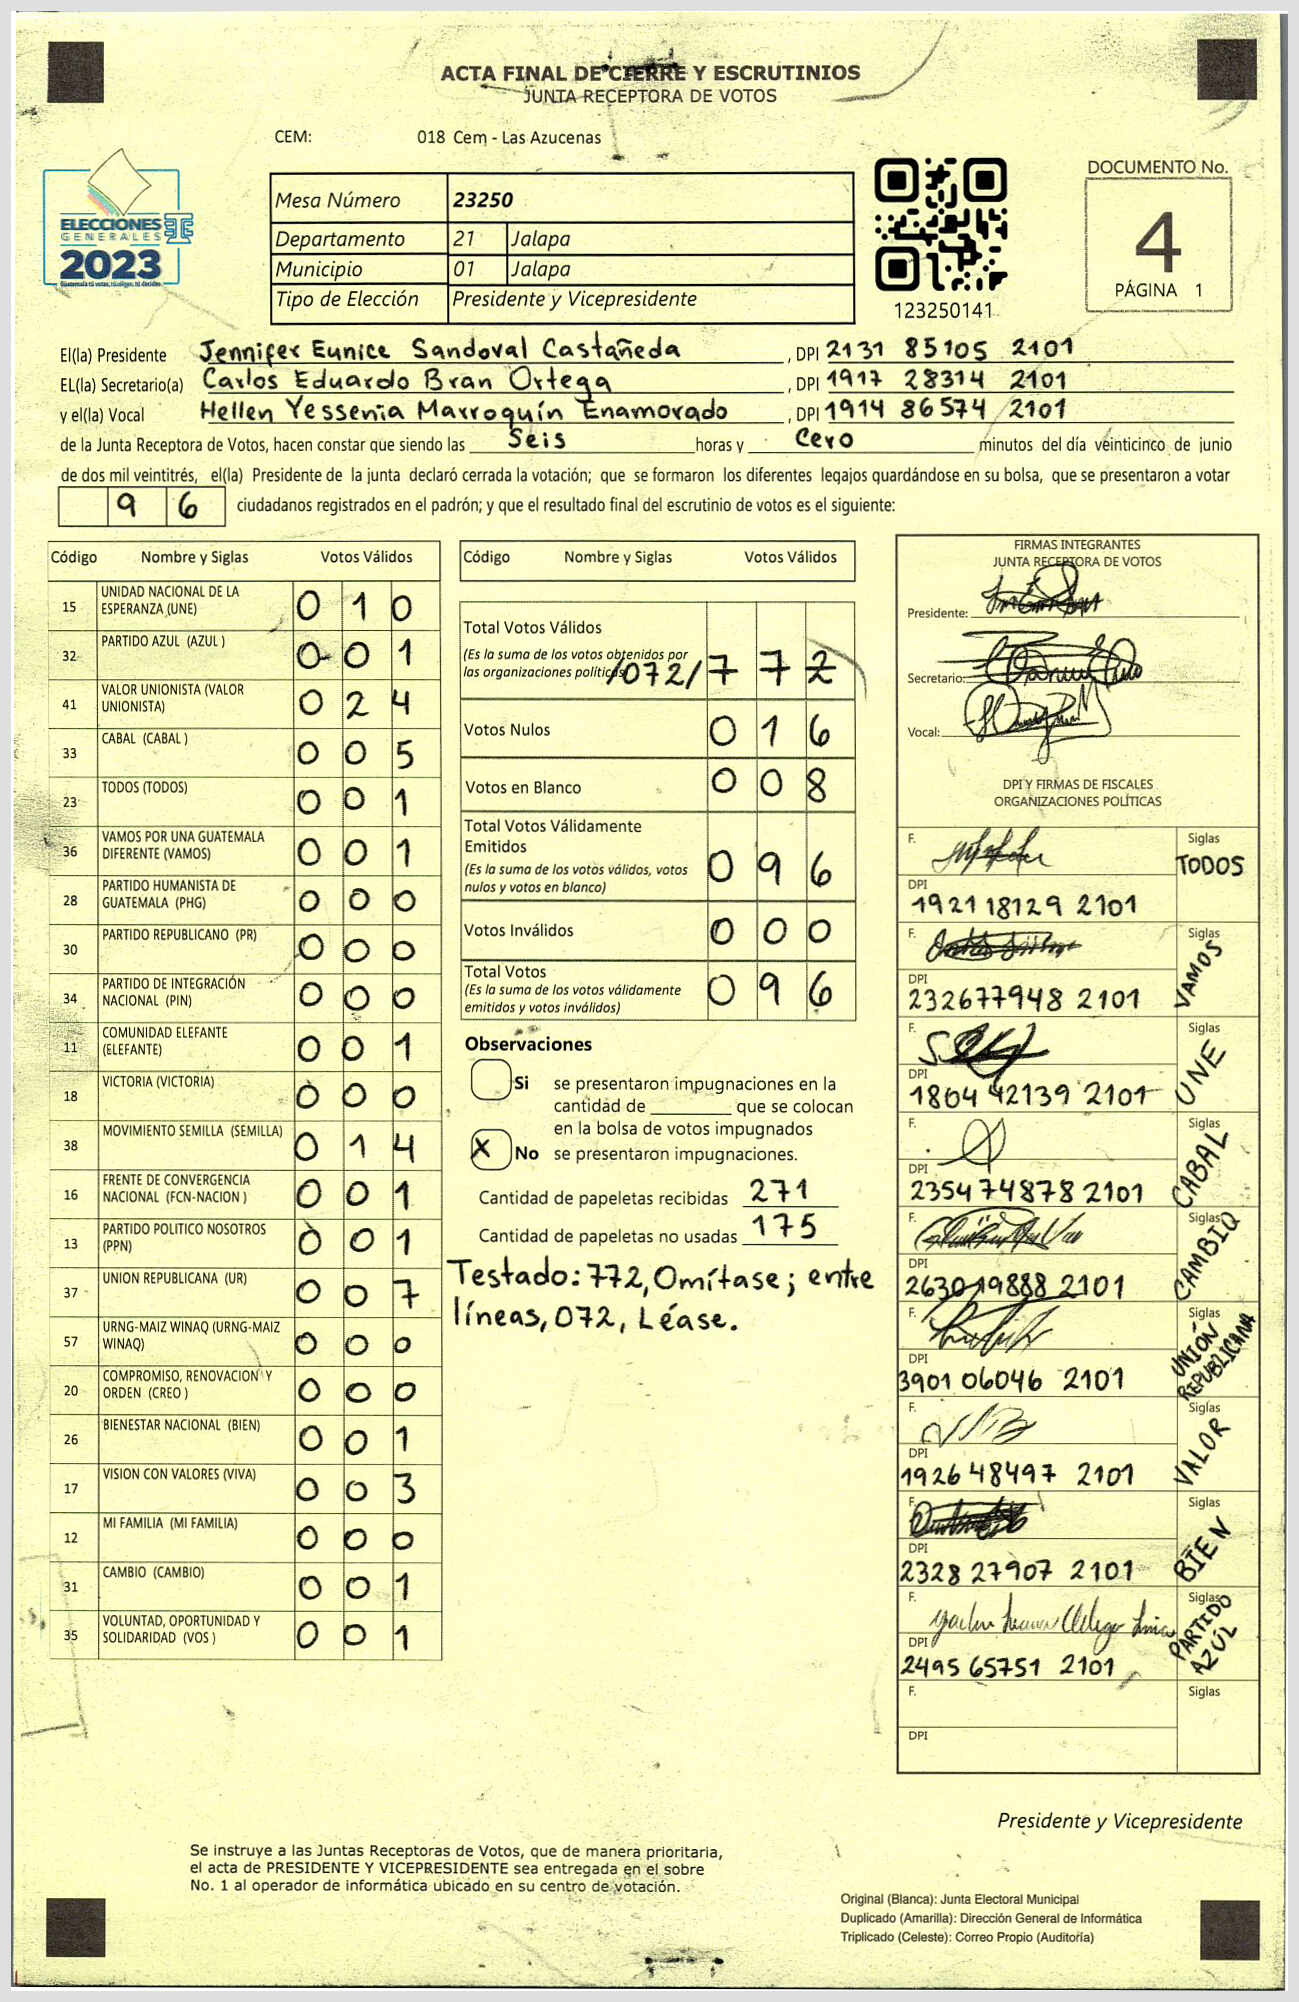 ACTA FINAL DE CIERRE Y ESCRUTINIOS
JUNTA RECEPTORA DE VOTOS
CEM: 018 Cem - Las Azucenas
ELECCIONES
GENERALES
2023
Guatemala tú votas, tú eliges, tú decides
Mesa Número 23250
Departamento 21 Jalapa
Municipio 01 Jalapa
Tipo de Elección Presidente y Vicepresidente
123250141
DOCUMENTO No.
4
PÁGINA 1
El(la) Presidente Jennifer Eunice Sandoval Castañeda, DPI 2131 85105 2101
EL(la) Secretario(a) Carlos Eduardo Bran Ortega, DPI 1917 28314 2101
y el(la) Vocal Hellen Yessenia Marroquín Enamorado, DPI 1914 86574 2101
de la Junta Receptora de Votos, hacen constar que siendo las Seis horas y Cero minutos del día veinticinco de junio
de dos mil veintitrés, el(la) Presidente de la junta declaró cerrada la votación; que se formaron los diferentes legajos guardándose en su bolsa, que se presentaron a votar
96 ciudadanos registrados en el padrón; y que el resultado final del escrutinio de votos es el siguiente:
Código Nombre y Siglas Votos Válidos
15 UNIDAD NACIONAL DE LA ESPERANZA (UNE) 0 1 0
32 PARTIDO AZUL (AZUL ) 0 0 1
41 VALOR UNIONISTA (VALOR UNIONISTA) 0 2 4
33 CABAL (CABAL ) 0 0 5
23 TODOS (TODOS) 0 0 1
36 VAMOS POR UNA GUATEMALA DIFERENTE (VAMOS) 0 0 1
28 PARTIDO HUMANISTA DE GUATEMALA (PHG) 0 0 0
30 PARTIDO REPUBLICANO (PR) 0 0 0
34 PARTIDO DE INTEGRACIÓN NACIONAL (PIN) 0 0 0
11 COMUNIDAD ELEFANTE (ELEFANTE) 0 0 1
18 VICTORIA (VICTORIA) 0 0 0
38 MOVIMIENTO SEMILLA (SEMILLA) 0 1 4
16 FRENTE DE CONVERGENCIA NACIONAL (FCN-NACION ) 0 0 1
13 PARTIDO POLITICO NOSOTROS (PPN) 0 0 1
37 UNION REPUBLICANA (UR) 0 0 7
57 URNG-MAIZ WINAQ (URNG-MAIZ WINAQ) 0 0 0
20 COMPROMISO, RENOVACION Y ORDEN (CREO ) 0 0 0
26 BIENESTAR NACIONAL (BIEN) 0 0 1
17 VISION CON VALORES (VIVA) 0 0 3
12 MI FAMILIA (MI FAMILIA) 0 0 0
31 CAMBIO (CAMBIO) 0 0 1
35 VOLUNTAD, OPORTUNIDAD Y SOLIDARIDAD (VOS ) 0 0 1
Código Nombre y Siglas Votos Válidos
Total Votos Válidos
(Es la suma de los votos obtenidos por
las organizaciones políticas) /072/ 7 7 2
Votos Nulos 0 1 6
Votos en Blanco 0 0 8
Total Votos Válidamente
Emitidos
(Es la suma de los votos válidos, votos
nulos y votos en blanco) 0 9 6
Votos Inválidos 0 0 0
Total Votos
(Es la suma de los votos válidamente
emitidos y votos inválidos) 0 9 6
Observaciones
Si se presentaron impugnaciones en la
cantidad de ________ que se colocan
en la bolsa de votos impugnados
X No se presentaron impugnaciones.
Cantidad de papeletas recibidas 271
Cantidad de papeletas no usadas 175
Testado: 772, Omítase; entre
líneas, 072, Léase.
FIRMAS INTEGRANTES
JUNTA RECEPTORA DE VOTOS
Presidente:
Secretario:
Vocal:
DPI Y FIRMAS DE FISCALES
ORGANIZACIONES POLÍTICAS
F. Siglas TODOS
DPI 1921 18129 2101
F. Siglas VAMOS
DPI 232677948 2101
F. Siglas UNE
DPI 1804 42139 2101
F. Siglas CABAL
DPI 2354 74878 2101
F. Siglas CAMBIO
DPI 2630 19888 2101
F. Siglas UNIÓN REPUBLICANA
DPI 3901 06046 2101
F. Siglas VALOR
DPI 1926 48497 2101
F. Siglas BIEN
DPI 2328 27907 2101
F. Siglas PARTIDO AZÚL
DPI 2495 65751 2101
F. Siglas
DPI
Presidente y Vicepresidente
Se instruye a las Juntas Receptoras de Votos, que de manera prioritaria,
el acta de PRESIDENTE Y VICEPRESIDENTE sea entregada en el sobre
No. 1 al operador de informática ubicado en su centro de votación.
Original (Blanca): Junta Electoral Municipal
Duplicado (Amarilla): Dirección General de Informática
Triplicado (Celeste): Correo Propio (Auditoría)